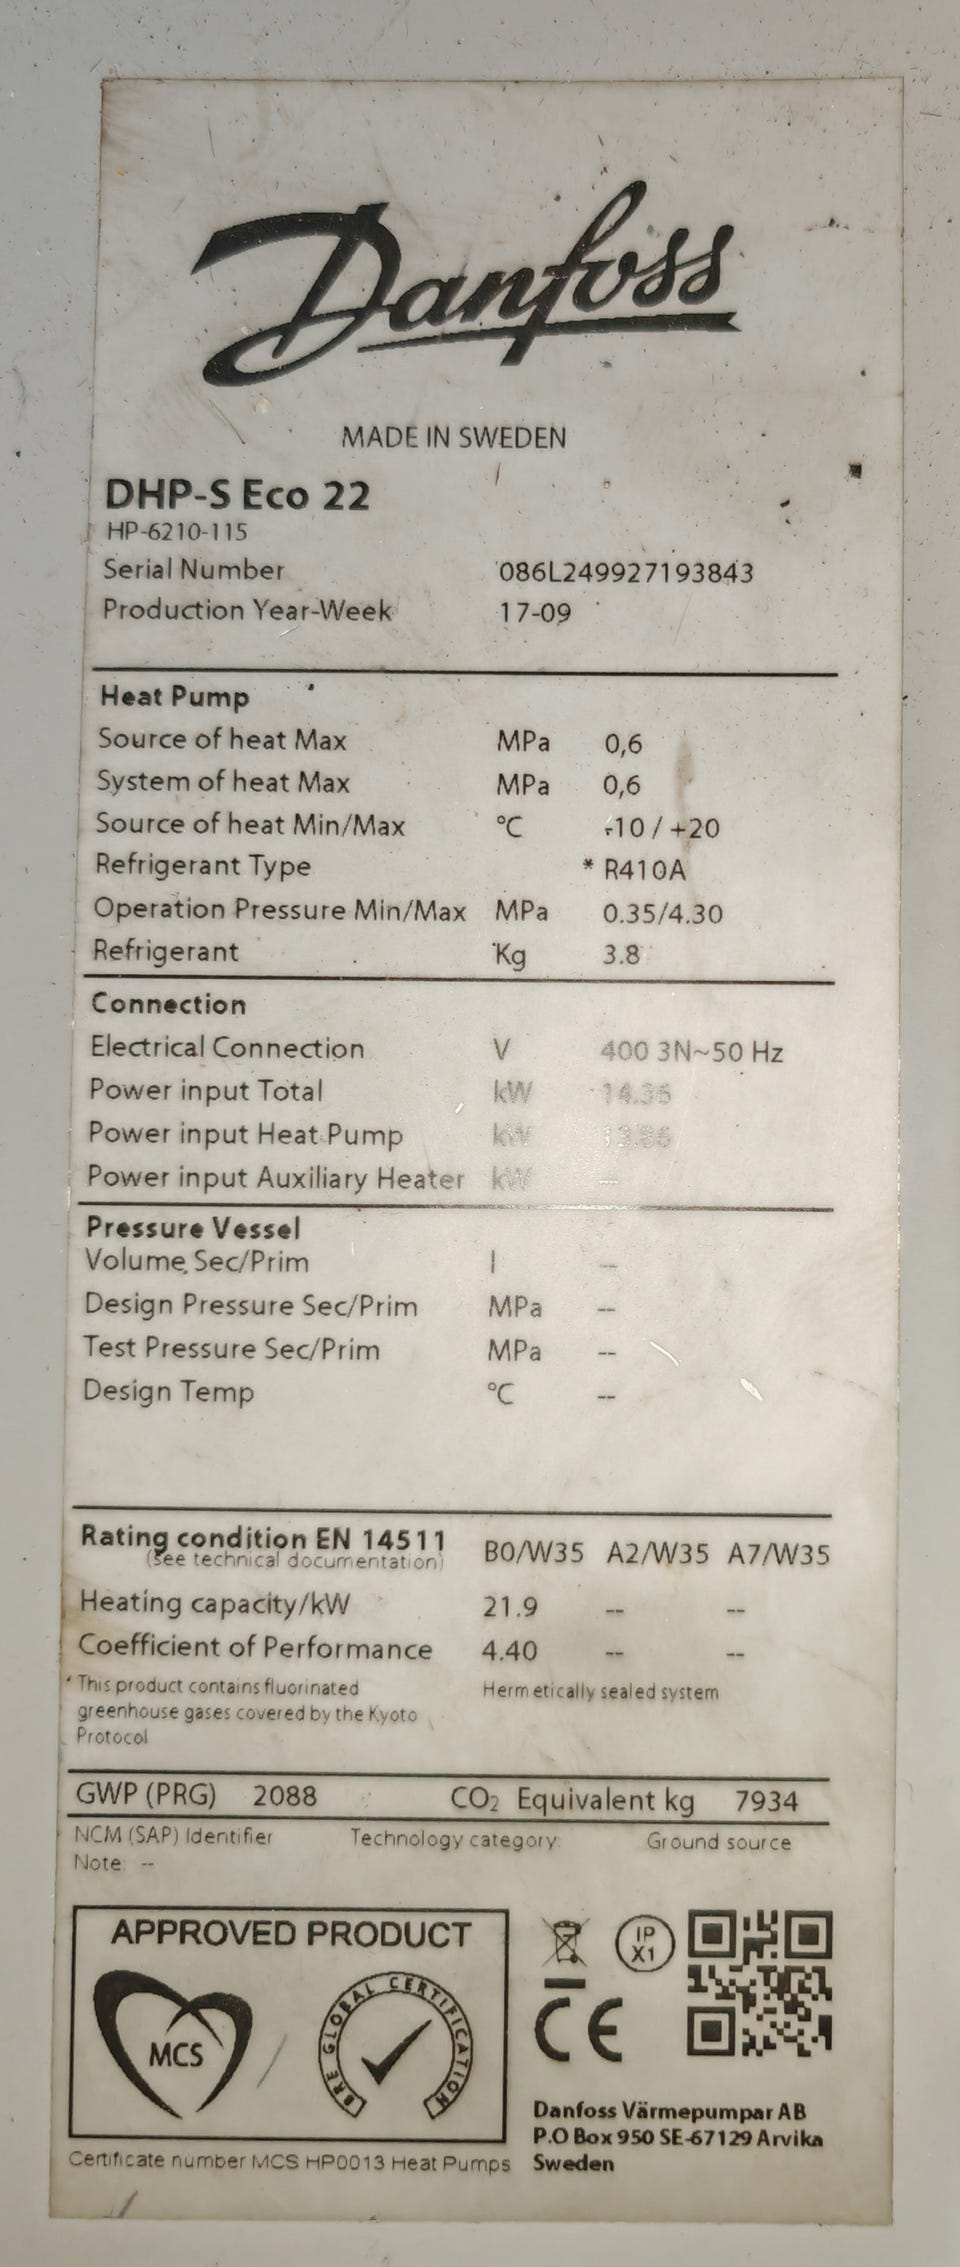 Danfoss
MADE IN SWEDEN
DHP-S Eco 22
HP-6210-115
Serial Number 086L249927193843
Production Year-Week 17-09
Heat Pump
Source of heat Max MPa 0,6
System of heat Max MPa 0,6
Source of heat Min/Max °C -10 / +20
Refrigerant Type * R410A
Operation Pressure Min/Max MPa 0.35/4.30
Refrigerant Kg 3.8
Connection
Electrical Connection V 400 3N~50 Hz
Power input Total kW 14.36
Power input Heat Pump kW 13.86
Power input Auxiliary Heater kW --
Pressure Vessel
Volume Sec/Prim l --
Design Pressure Sec/Prim MPa --
Test Pressure Sec/Prim MPa --
Design Temp °C --
Rating condition EN 14511 B0/W35 A2/W35 A7/W35
(see technical documentation)
Heating capacity/kW 21.9 -- --
Coefficient of Performance 4.40 -- --
* This product contains fluorinated Hermetically sealed system
greenhouse gases covered by the Kyoto
Protocol
GWP (PRG) 2088 CO₂ Equivalent kg 7934
NCM (SAP) Identifier Technology category: Ground source
Note: --
APPROVED PRODUCT
MCS
BRE GLOBAL CERTIFICATION
IP
X1
CE
Danfoss Värmepumpar AB
P.O Box 950 SE-67129 Arvika
Sweden
Certificate number MCS HP0013 Heat Pumps